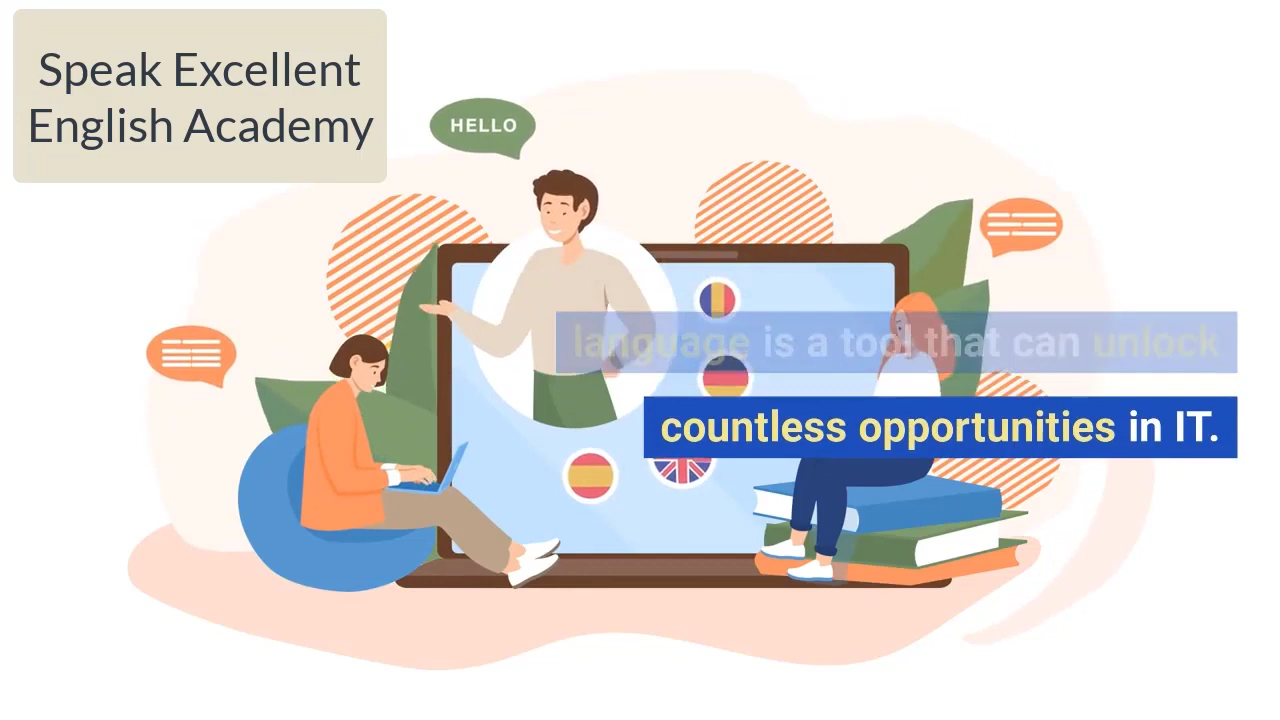 Speak Excellent
English Academy
HELLO
language is a tool that can unlock
countless opportunities in IT.